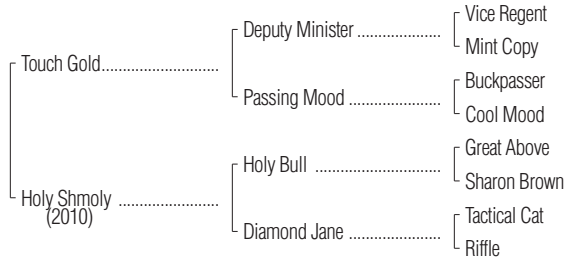 Vice Regent
Deputy Minister ....................
Mint Copy
Touch Gold............................
Buckpasser
Passing Mood ......................
Cool Mood
Great Above
Holy Bull ..............................
Sharon Brown
Holy Shmoly ........................
(2010)
Tactical Cat
Diamond Jane ......................
Riffle